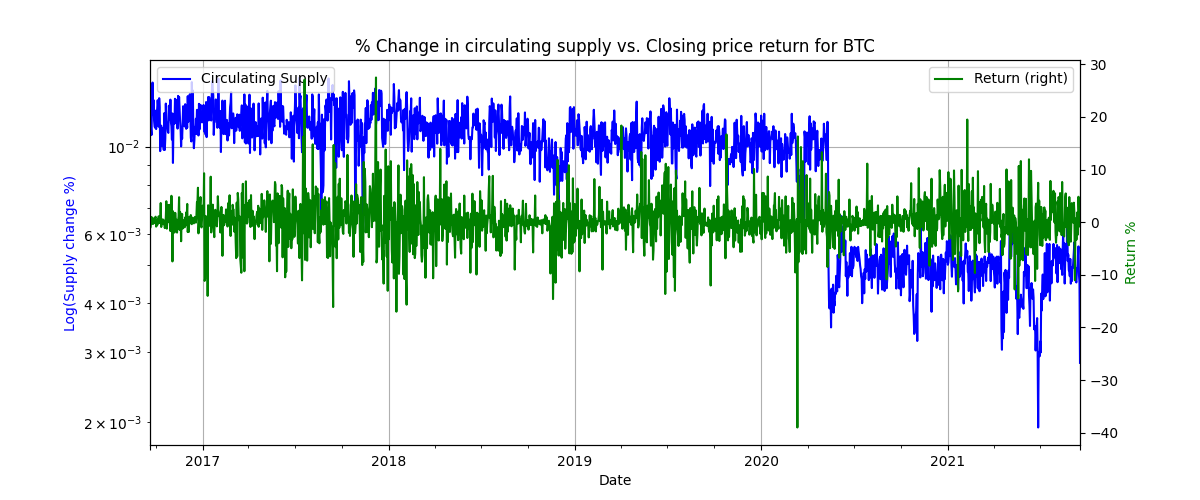 % Change in circulating supply vs. Closing price return for BTC
Circulating Supply
Return (right)
Log(Supply change %)
10⁻²
6 × 10⁻³
4 × 10⁻³
3 × 10⁻³
2 × 10⁻³
30
20
10
0
−10
−20
−30
−40
Return %
2017
2018
2019
2020
2021
Date